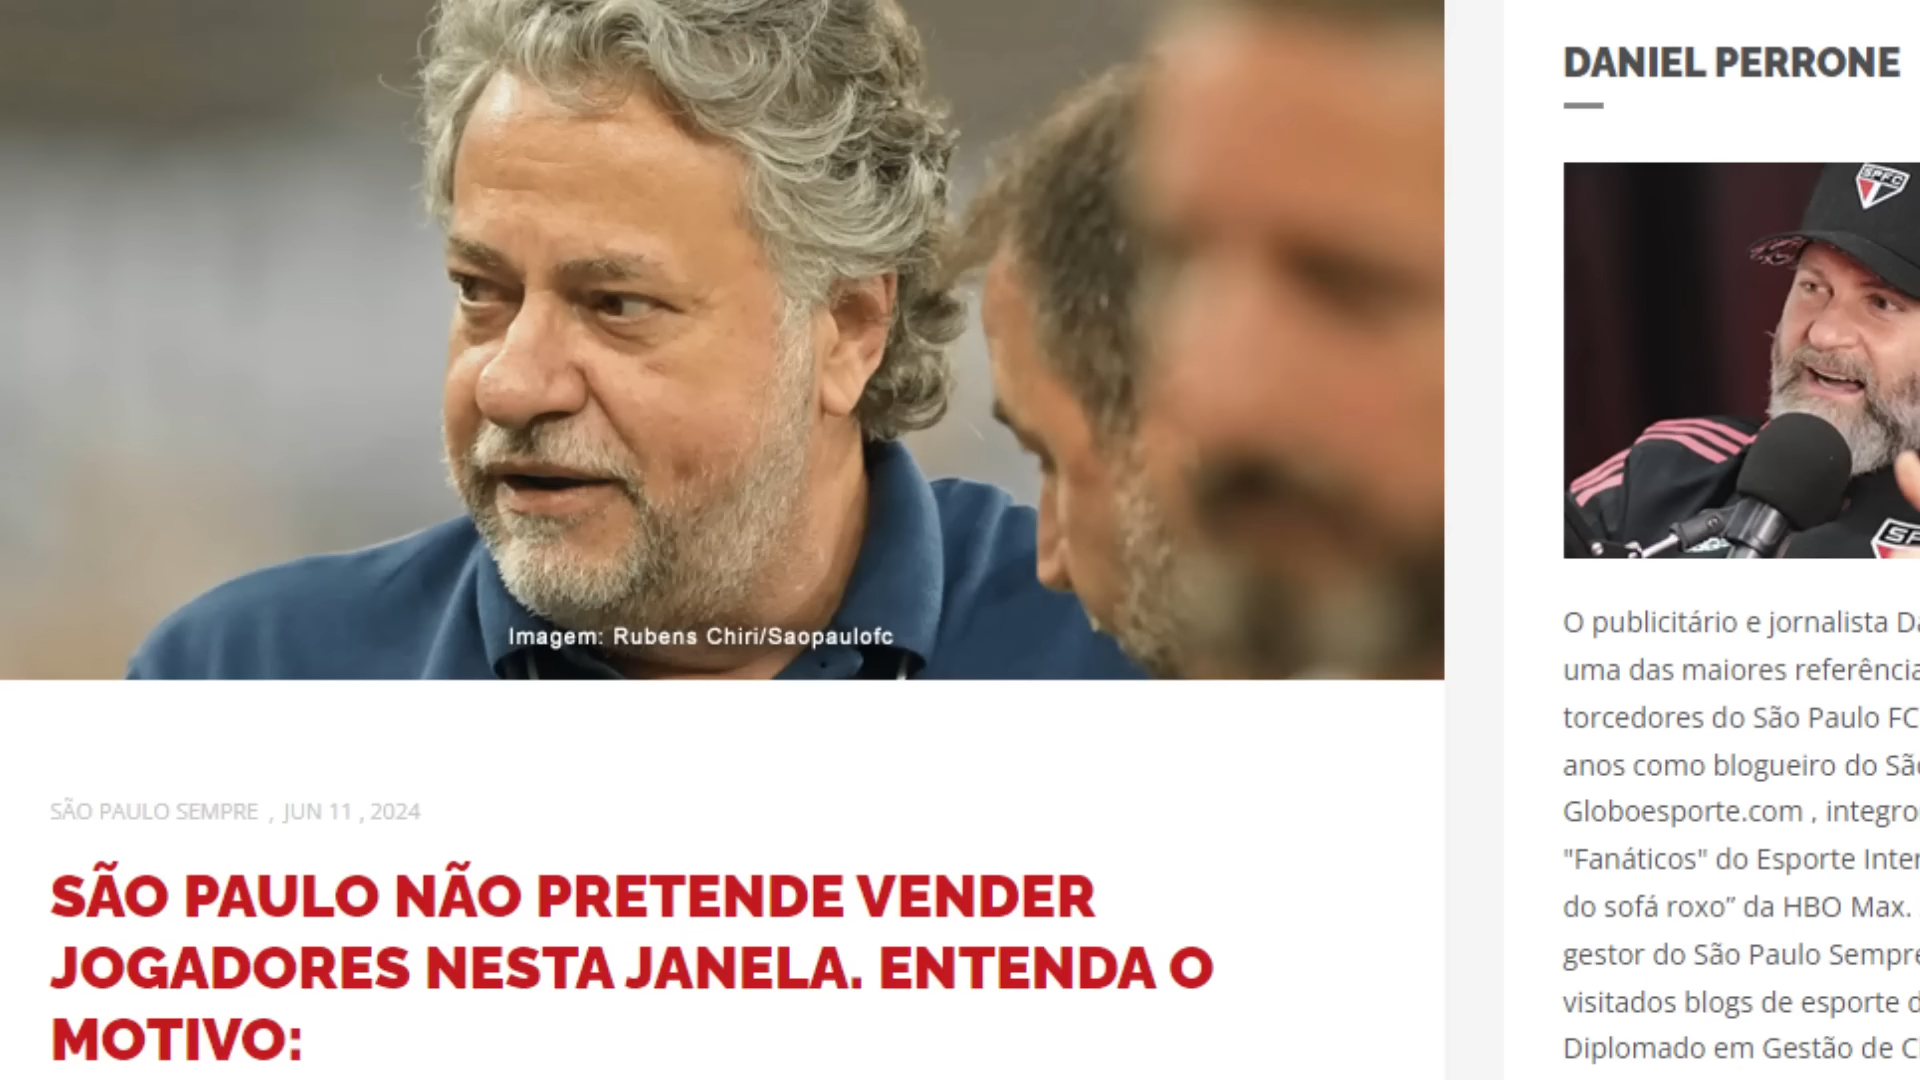 Imagem: Rubens Chiri/Saopaulofc
SÃO PAULO SEMPRE , JUN 11 , 2024
SÃO PAULO NÃO PRETENDE VENDER
JOGADORES NESTA JANELA. ENTENDA O
MOTIVO:
DANIEL PERRONE
SPFC
O publicitário e jornalista
uma das maiores
torcedores do São Paulo FC
anos como blogueiro do
Globoesporte.com ,
"Fanáticos" do Esporte
do sofá roxo” da HBO Max.
gestor do São Paulo
visitados blogs de esporte
Diplomado em Gestão de